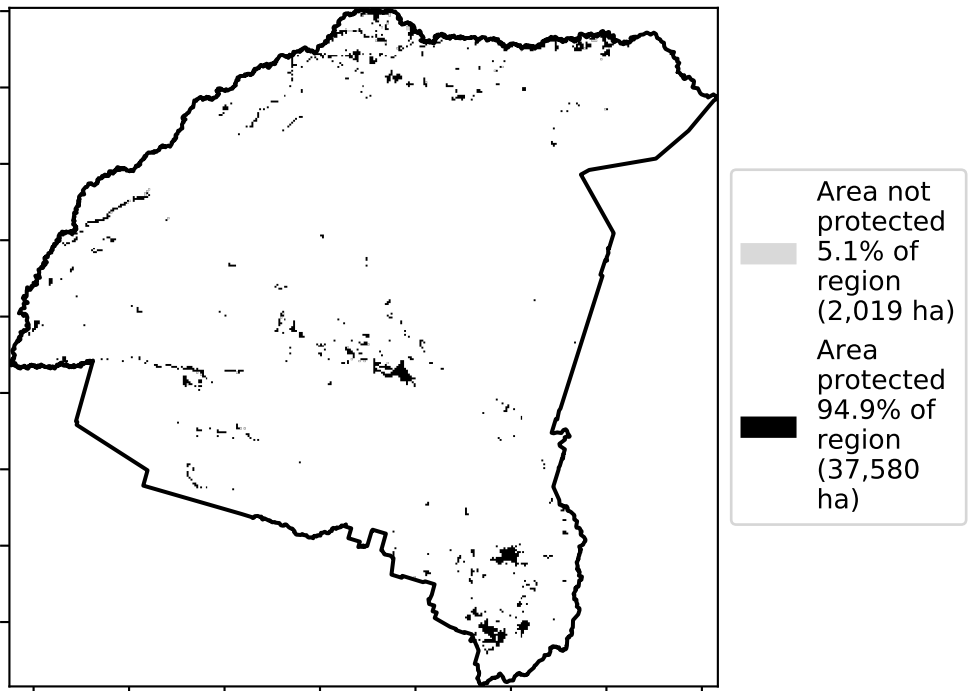 Area not
protected
5.1% of
region
(2,019 ha)
Area
protected
94.9% of
region
(37,580
ha)